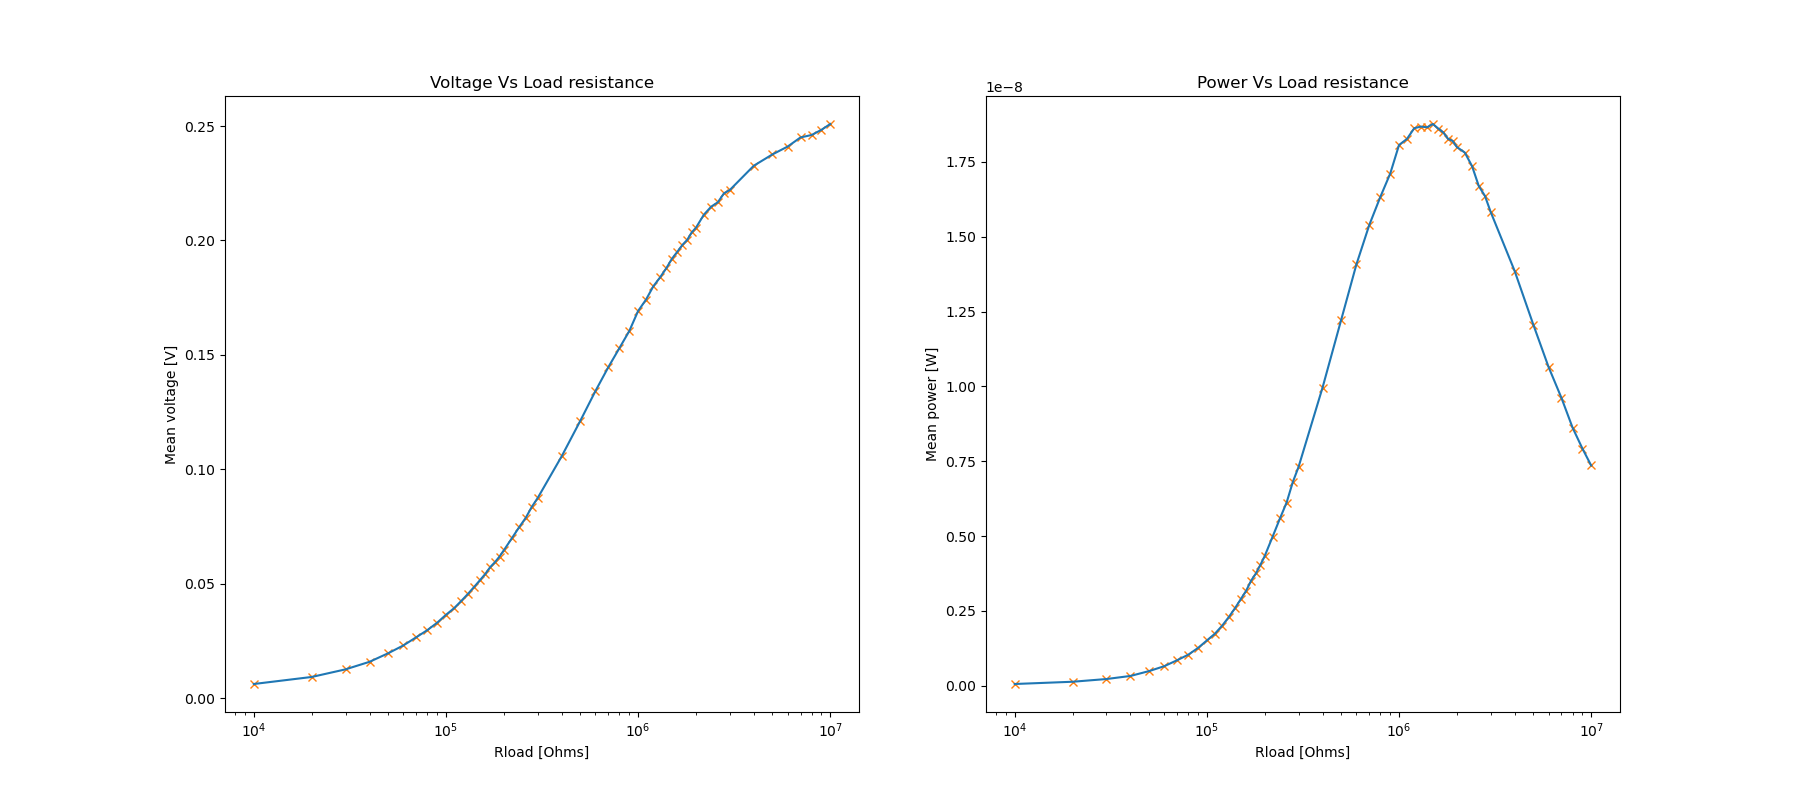 Voltage Vs Load resistance
Mean voltage [V]
0.25
0.20
0.15
0.10
0.05
0.00
10⁴ 10⁵ 10⁶ 10⁷
Rload [Ohms]
Power Vs Load resistance
1e−8
Mean power [W]
1.75
1.50
1.25
1.00
0.75
0.50
0.25
0.00
10⁴ 10⁵ 10⁶ 10⁷
Rload [Ohms]